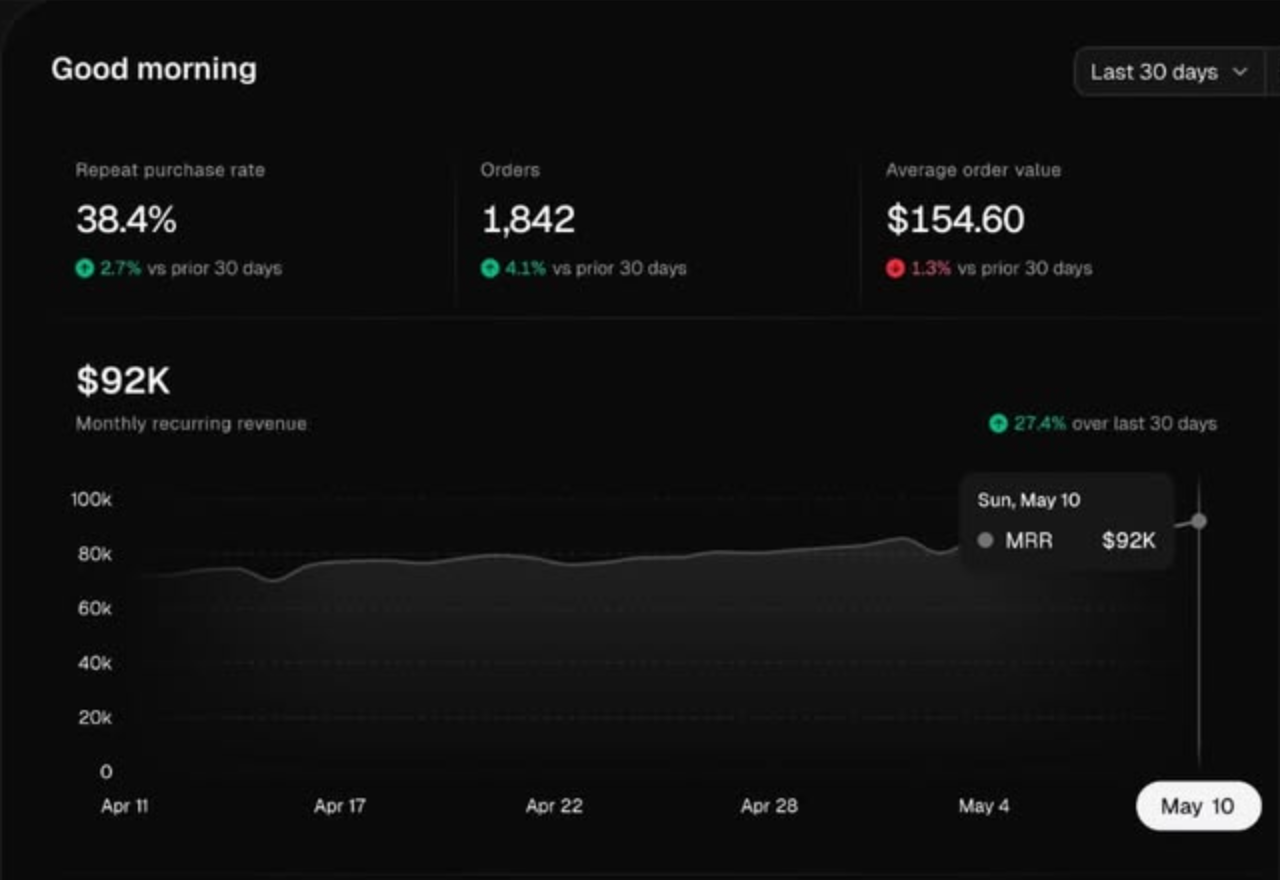 Good morning
Last 30 days
Repeat purchase rate
38.4%
2.7% vs prior 30 days
Orders
1,842
4.1% vs prior 30 days
Average order value
$154.60
1.3% vs prior 30 days
$92K
Monthly recurring revenue
27.4% over last 30 days
100k
80k
60k
40k
20k
0
Sun, May 10
MRR $92K
Apr 11 Apr 17 Apr 22 Apr 28 May 4 May 10